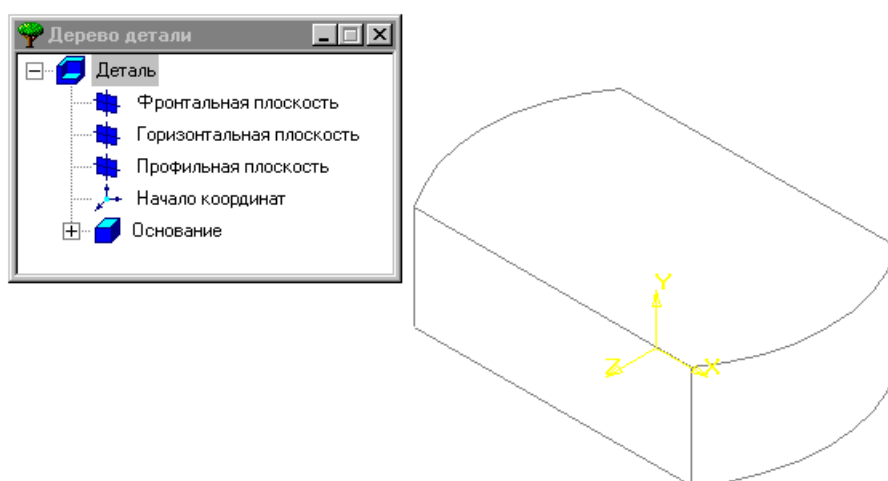 Дерево детали
Деталь
Фронтальная плоскость
Горизонтальная плоскость
Профильная плоскость
Начало координат
Основание
Y
Z
X